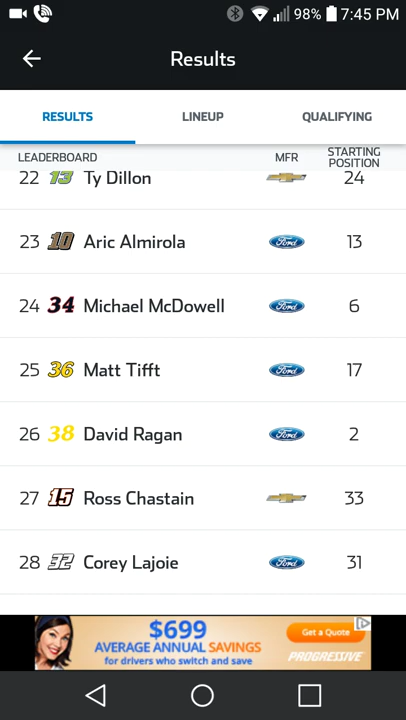 98% 7:45 PM
Results
RESULTS LINEUP QUALIFYING
LEADERBOARD MFR STARTING POSITION
22 13 Ty Dillon 24
23 10 Aric Almirola Ford 13
24 34 Michael McDowell Ford 6
25 36 Matt Tifft Ford 17
26 38 David Ragan Ford 2
27 15 Ross Chastain 33
28 32 Corey Lajoie Ford 31
$699
AVERAGE ANNUAL SAVINGS
for drivers who switch and save
Get a Quote
PROGRESSIVE